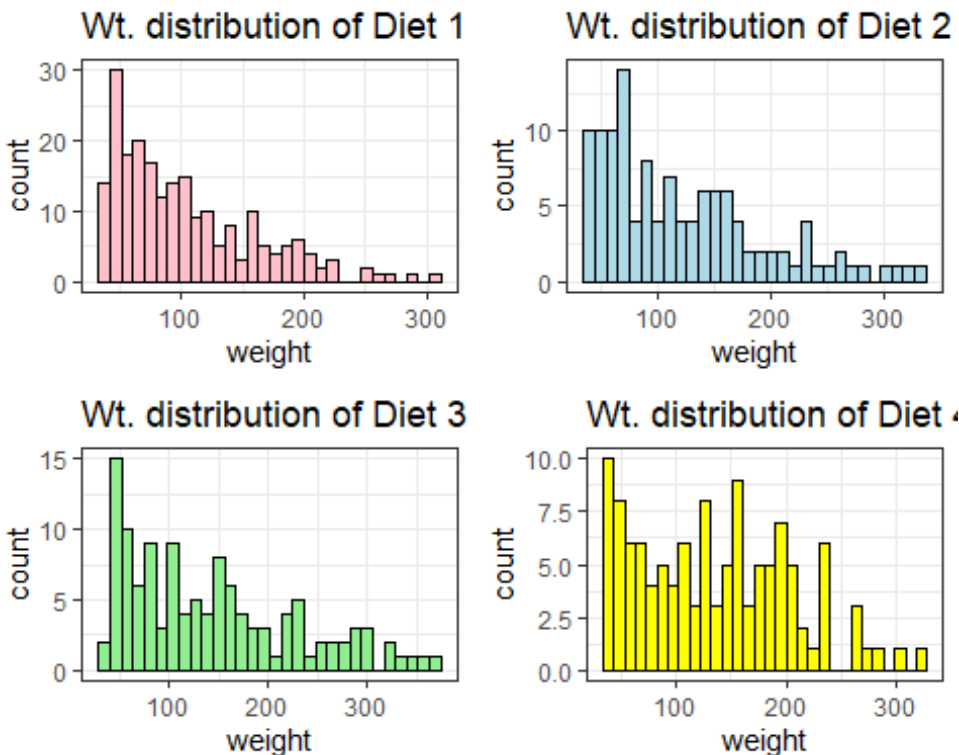 Wt. distribution of Diet 1
30
20
10
0
count
100 200 300
weight
Wt. distribution of Diet 2
10
5
0
count
100 200 300
weight
Wt. distribution of Diet 3
15
10
5
0
count
100 200 300
weight
Wt. distribution of Diet 4
10.0
7.5
5.0
2.5
0.0
count
100 200 300
weight